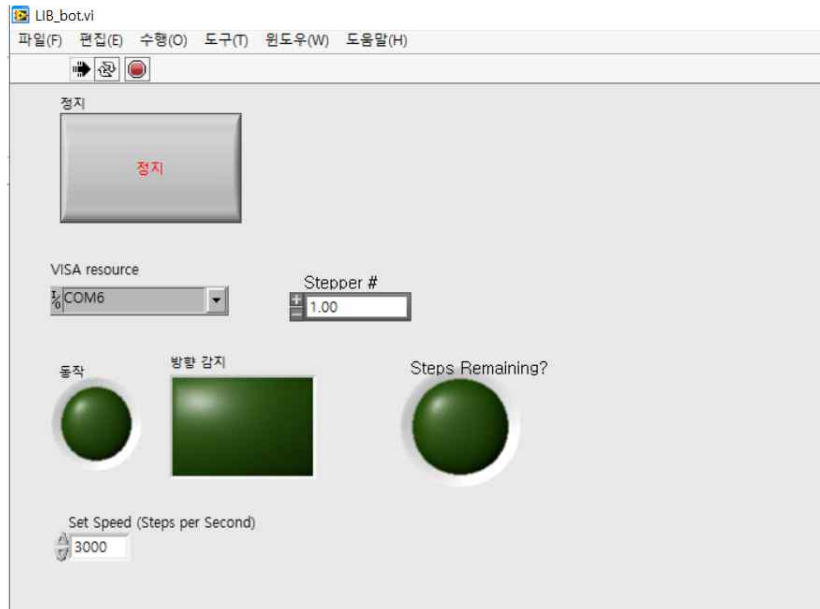 LIB_bot.vi
파일(F) 편집(E) 수행(O) 도구(T) 윈도우(W) 도움말(H)
정지
정지
VISA resource
I/O COM6
Stepper #
1.00
동작
방향 감지
Steps Remaining?
Set Speed (Steps per Second)
3000